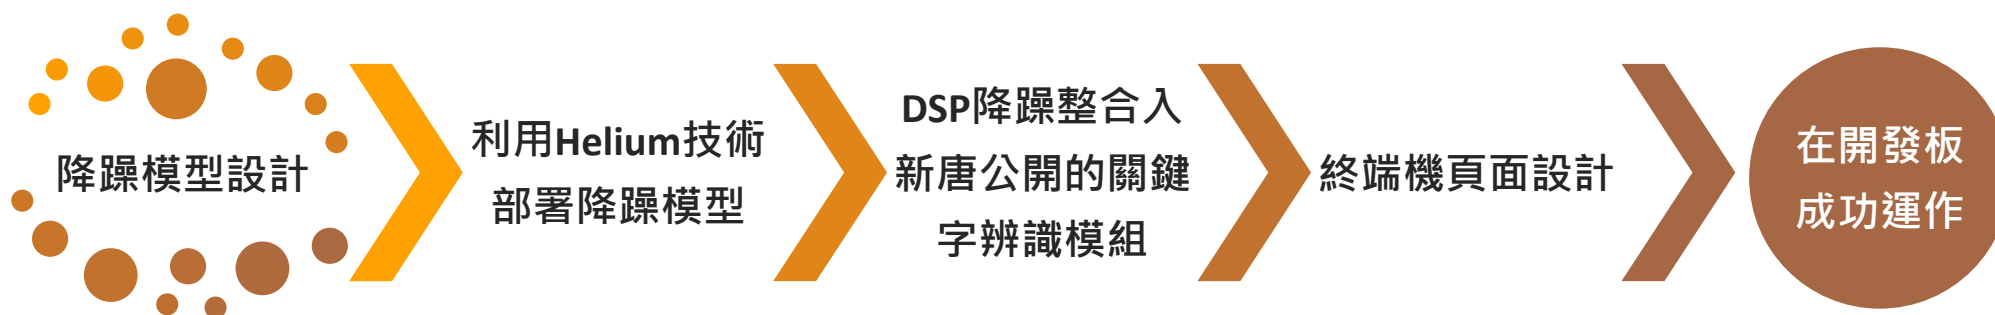 降躁模型設計
利用Helium技術
部署降躁模型
DSP降躁整合入
新唐公開的關鍵
字辨識模組
終端機頁面設計
在開發板
成功運作